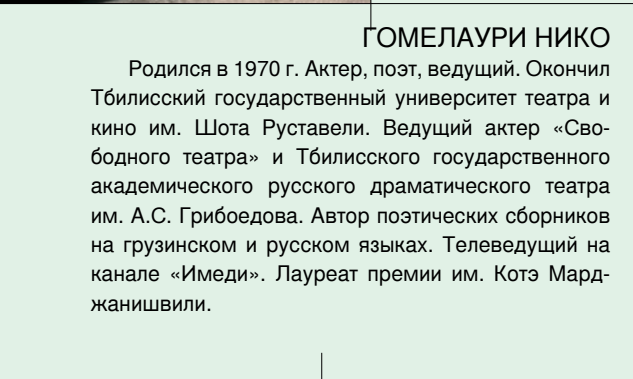 ГОМЕЛАУРИ НИКО
Родился в 1970 г. Актер, поэт, ведущий. Окончил
Тбилисский государственный университет театра и
кино им. Шота Руставели. Ведущий актер «Сво-
бодного театра» и Тбилисского государственного
академического русского драматического театра
им. А.С. Грибоедова. Автор поэтических сборников
на грузинском и русском языках. Телеведущий на
канале «Имеди». Лауреат премии им. Котэ Мард-
жанишвили.